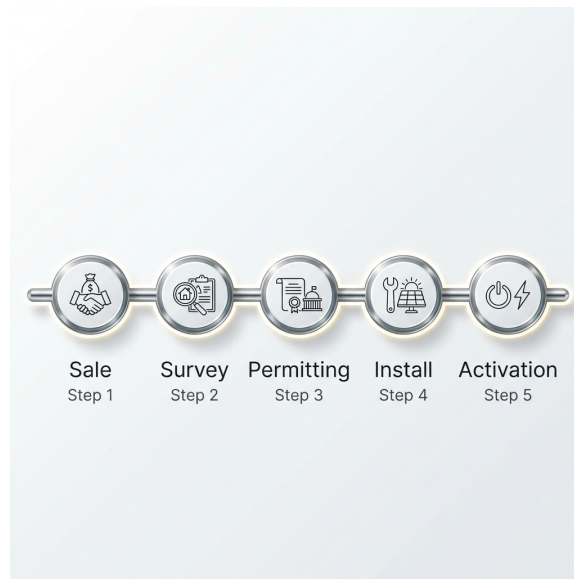 Sale
Step 1
Survey
Step 2
Permitting
Step 3
Install
Step 4
Activation
Step 5